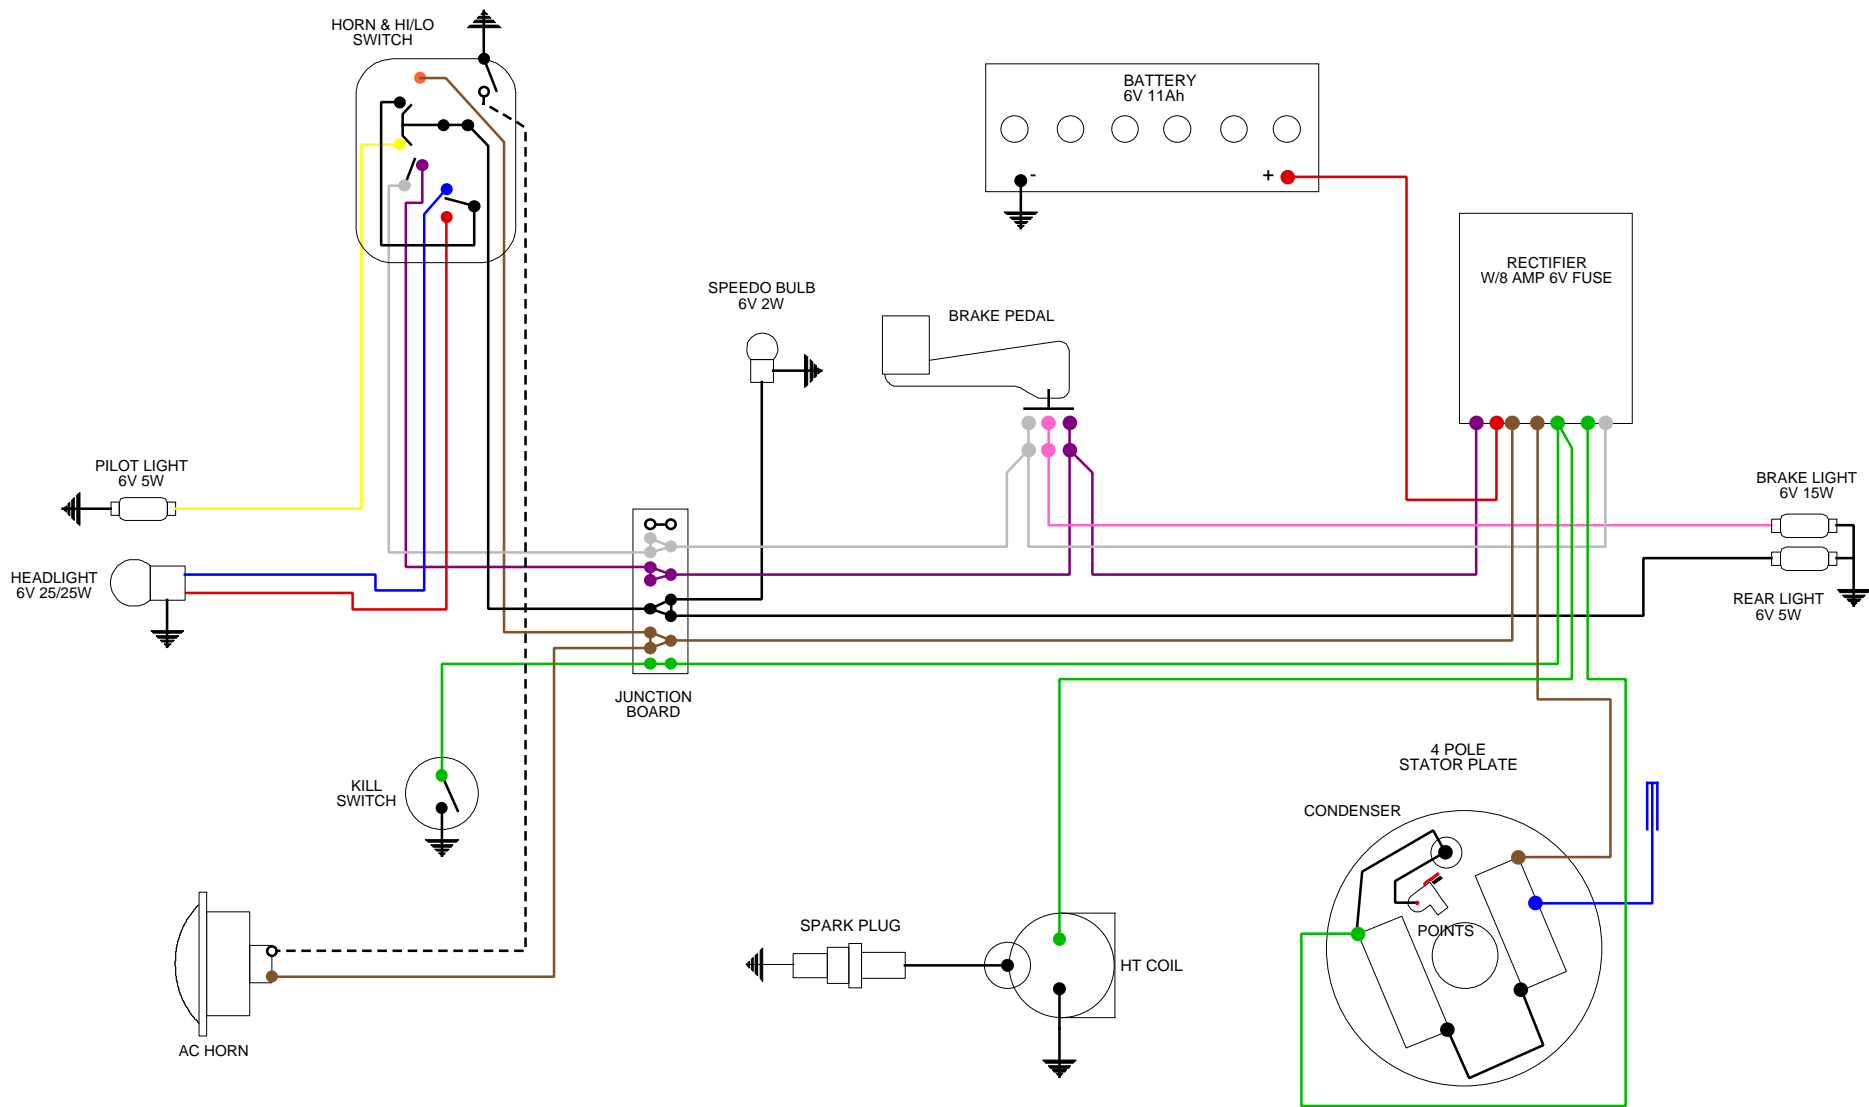 HORN & HI/LO
SWITCH
BATTERY
6V 11Ah
-
+
RECTIFIER
W/8 AMP 6V FUSE
SPEEDO BULB
6V 2W
BRAKE PEDAL
PILOT LIGHT
6V 5W
BRAKE LIGHT
6V 15W
HEADLIGHT
6V 25/25W
REAR LIGHT
6V 5W
JUNCTION
BOARD
4 POLE
STATOR PLATE
KILL
SWITCH
CONDENSER
SPARK PLUG
POINTS
HT COIL
AC HORN